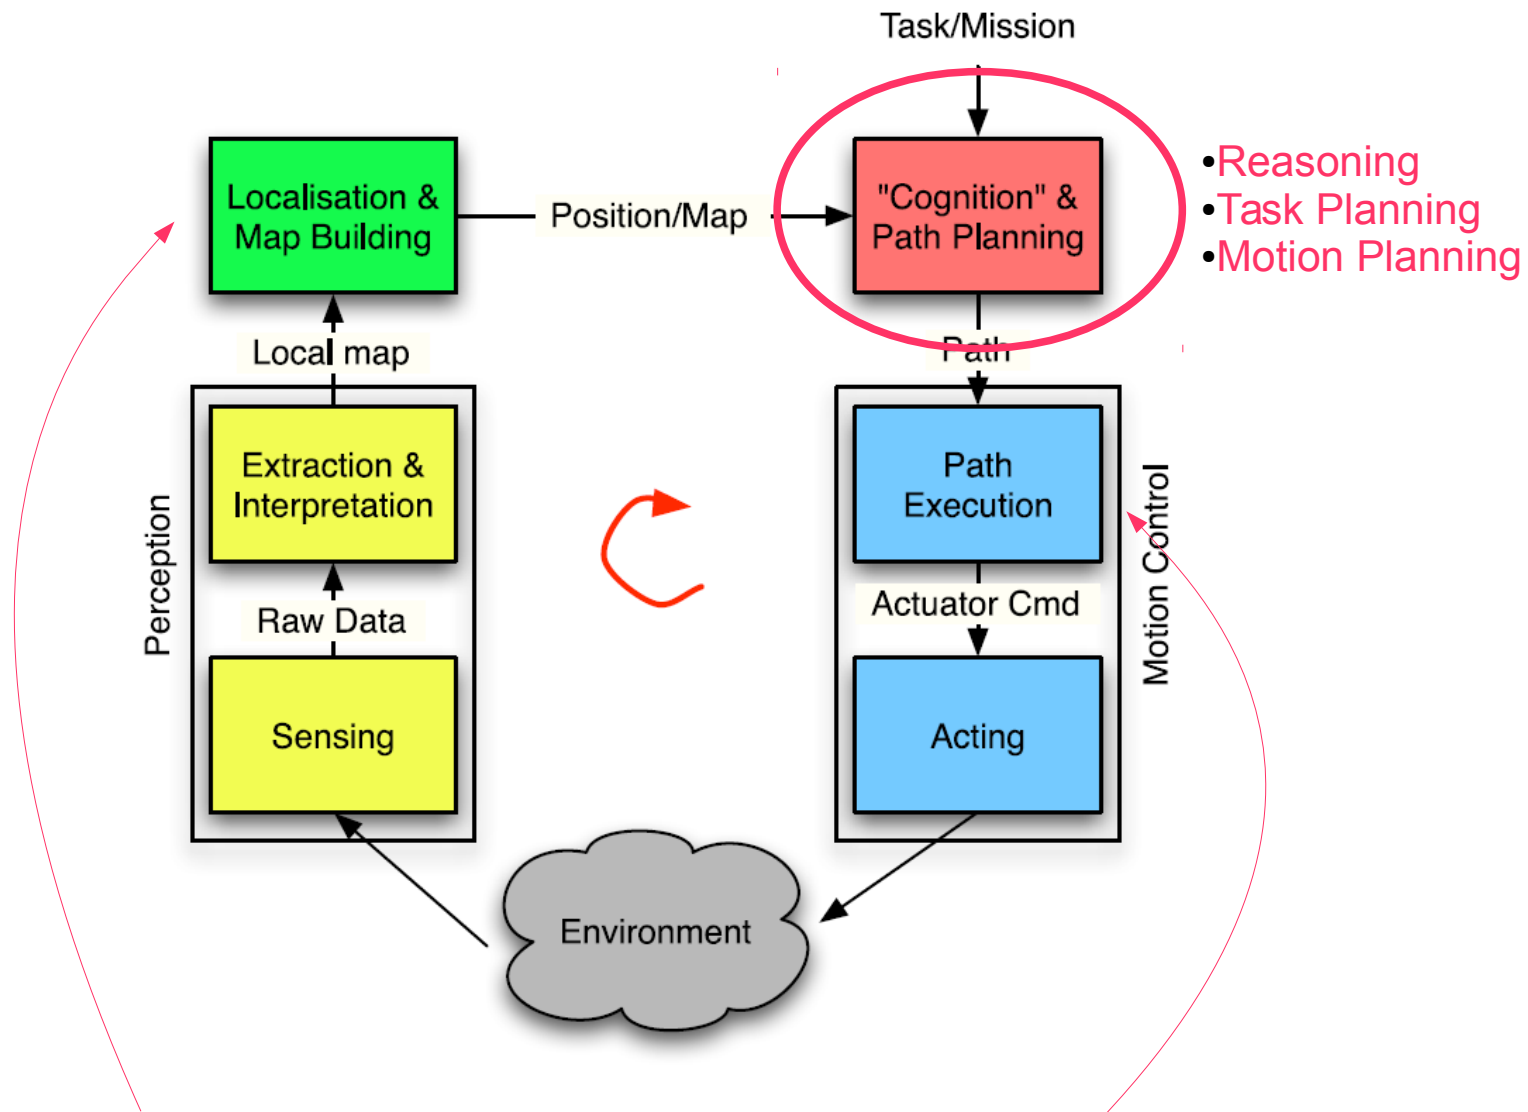 Task/Mission
Localisation &
Map Building
Position/Map
"Cognition" &
Path Planning
•Reasoning
•Task Planning
•Motion Planning
Local map
Path
Perception
Extraction &
Interpretation
Path
Execution
Motion Control
Raw Data
Actuator Cmd
Sensing
Acting
Environment